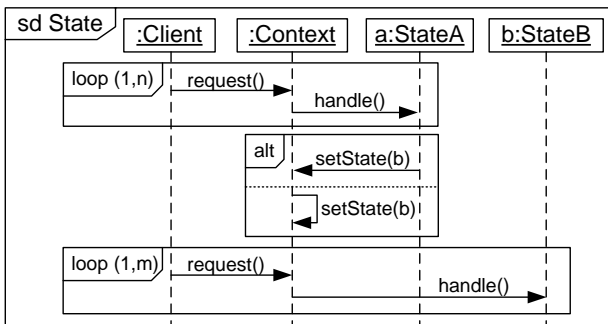 sd State
:Client
:Context
a:StateA
b:StateB
loop (1,n)
request()
handle()
alt
setState(b)
setState(b)
loop (1,m)
request()
handle()